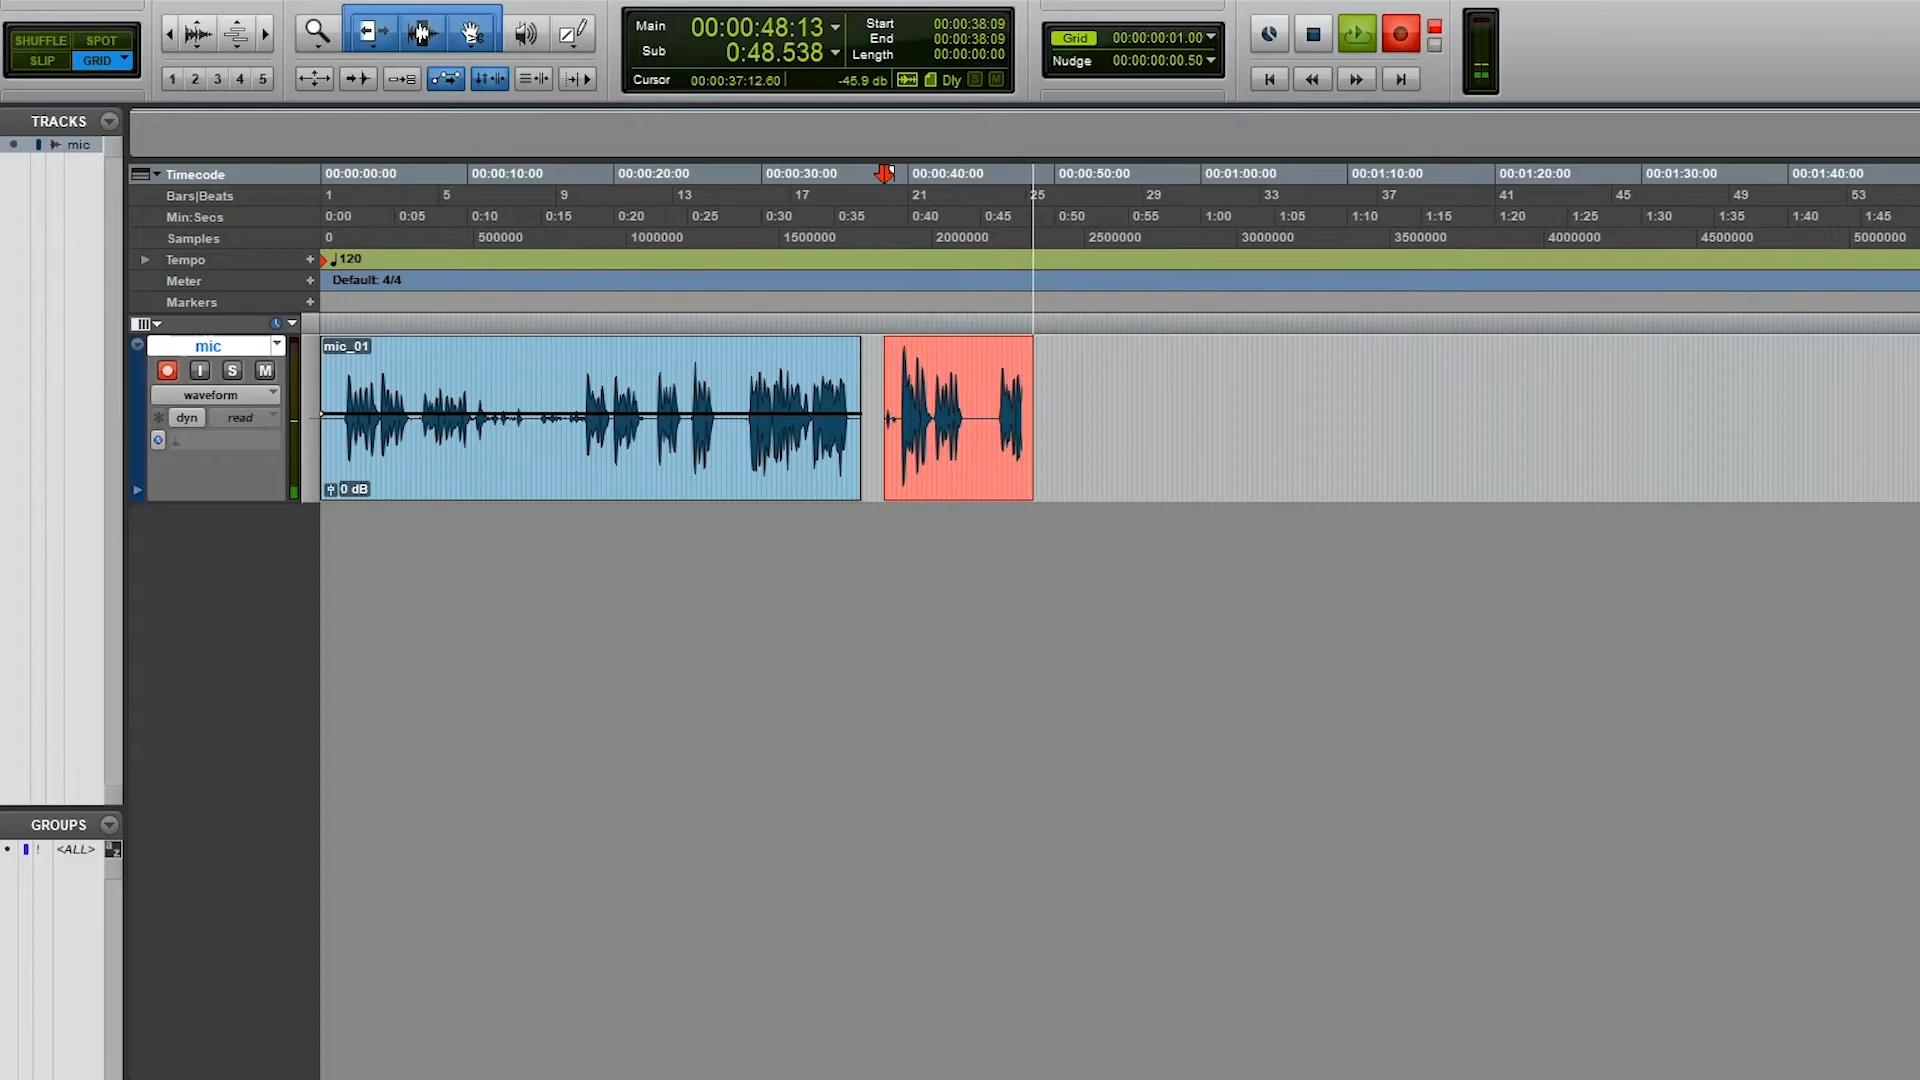 SHUFFLE SPOT
SLIP GRID
1 2 3 4 5
Main 00:00:48:13
Sub 0:48.538
Start 00:00:38:09
End 00:00:38:09
Length 00:00:00:00
Cursor 00:00:37:12.60 -45.9 db Dly S M
Grid 00:00:00:01.00
Nudge 00:00:00:00.50
TRACKS
mic
Timecode 00:00:00:00 00:00:10:00 00:00:20:00 00:00:30:00 00:00:40:00 00:00:50:00 00:01:00:00 00:01:10:00 00:01:20:00 00:01:30:00 00:01:40:00
Bars|Beats 1 5 9 13 17 21 25 29 33 37 41 45 49 53
Min:Secs 0:00 0:05 0:10 0:15 0:20 0:25 0:30 0:35 0:40 0:45 0:50 0:55 1:00 1:05 1:10 1:15 1:20 1:25 1:30 1:35 1:40 1:45
Samples 0 500000 1000000 1500000 2000000 2500000 3000000 3500000 4000000 4500000 5000000
Tempo + 120
Meter + Default: 4/4
Markers +
mic
mic_01
I S M
waveform
dyn read
0 dB
GROUPS
! <ALL> a z